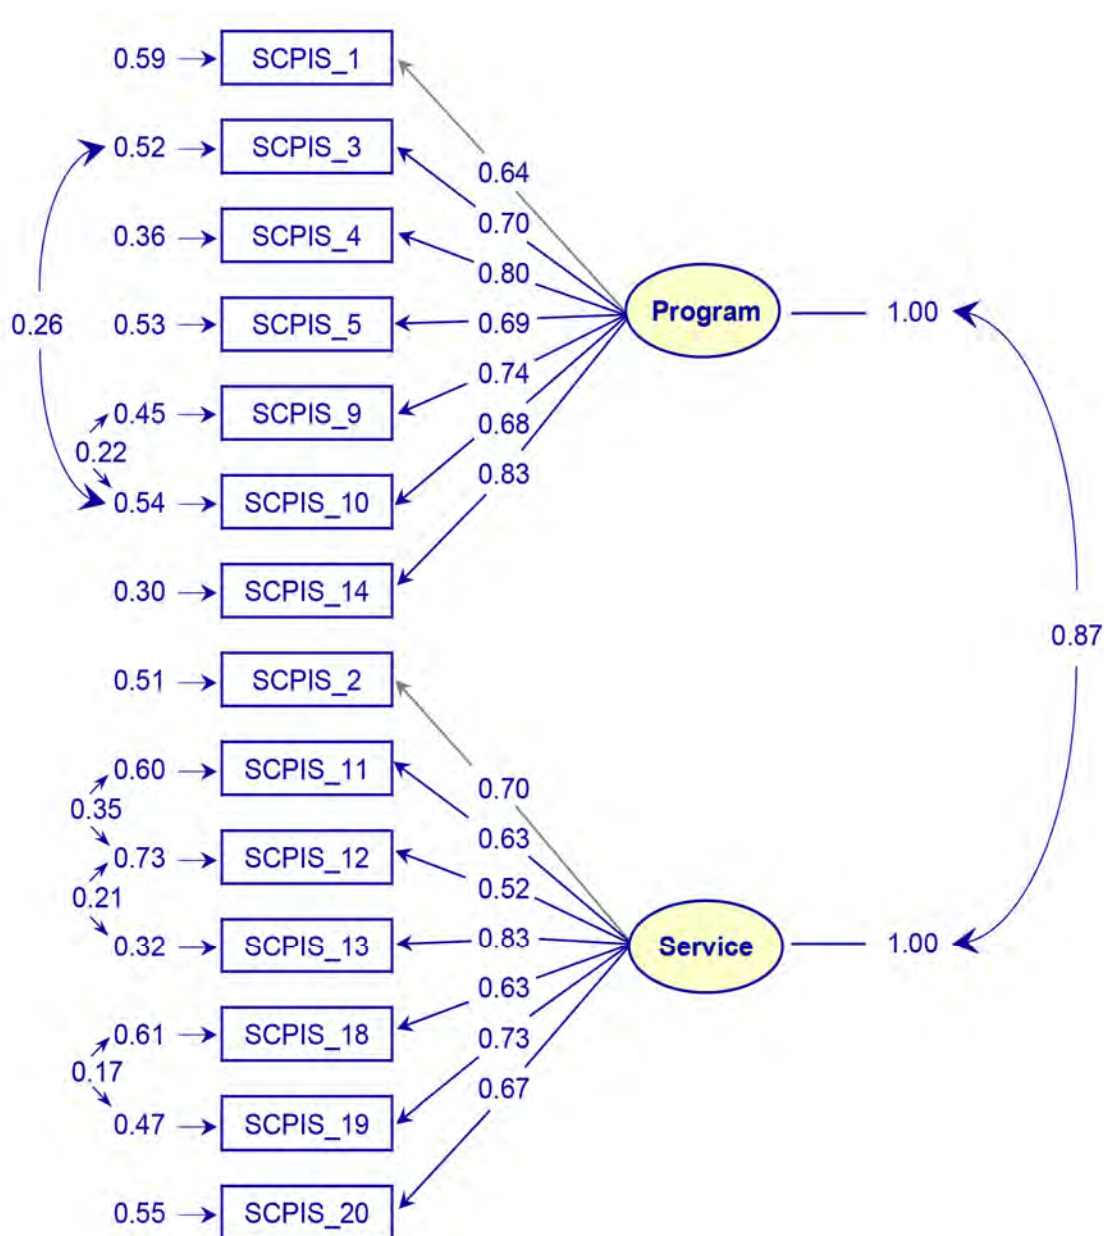 0.59 SCPIS_1
0.52 SCPIS_3
0.64
0.70
0.36 SCPIS_4
0.80
Program 1.00
0.26
0.53 SCPIS_5
0.69
0.74
0.45 SCPIS_9
0.68
0.22
0.83
0.54 SCPIS_10
0.30 SCPIS_14
0.87
0.51 SCPIS_2
0.60 SCPIS_11
0.70
0.35
0.63
0.73 SCPIS_12
0.52
0.21
0.32 SCPIS_13
0.83
Service 1.00
0.63
0.61 SCPIS_18
0.73
0.17
0.67
0.47 SCPIS_19
0.55 SCPIS_20